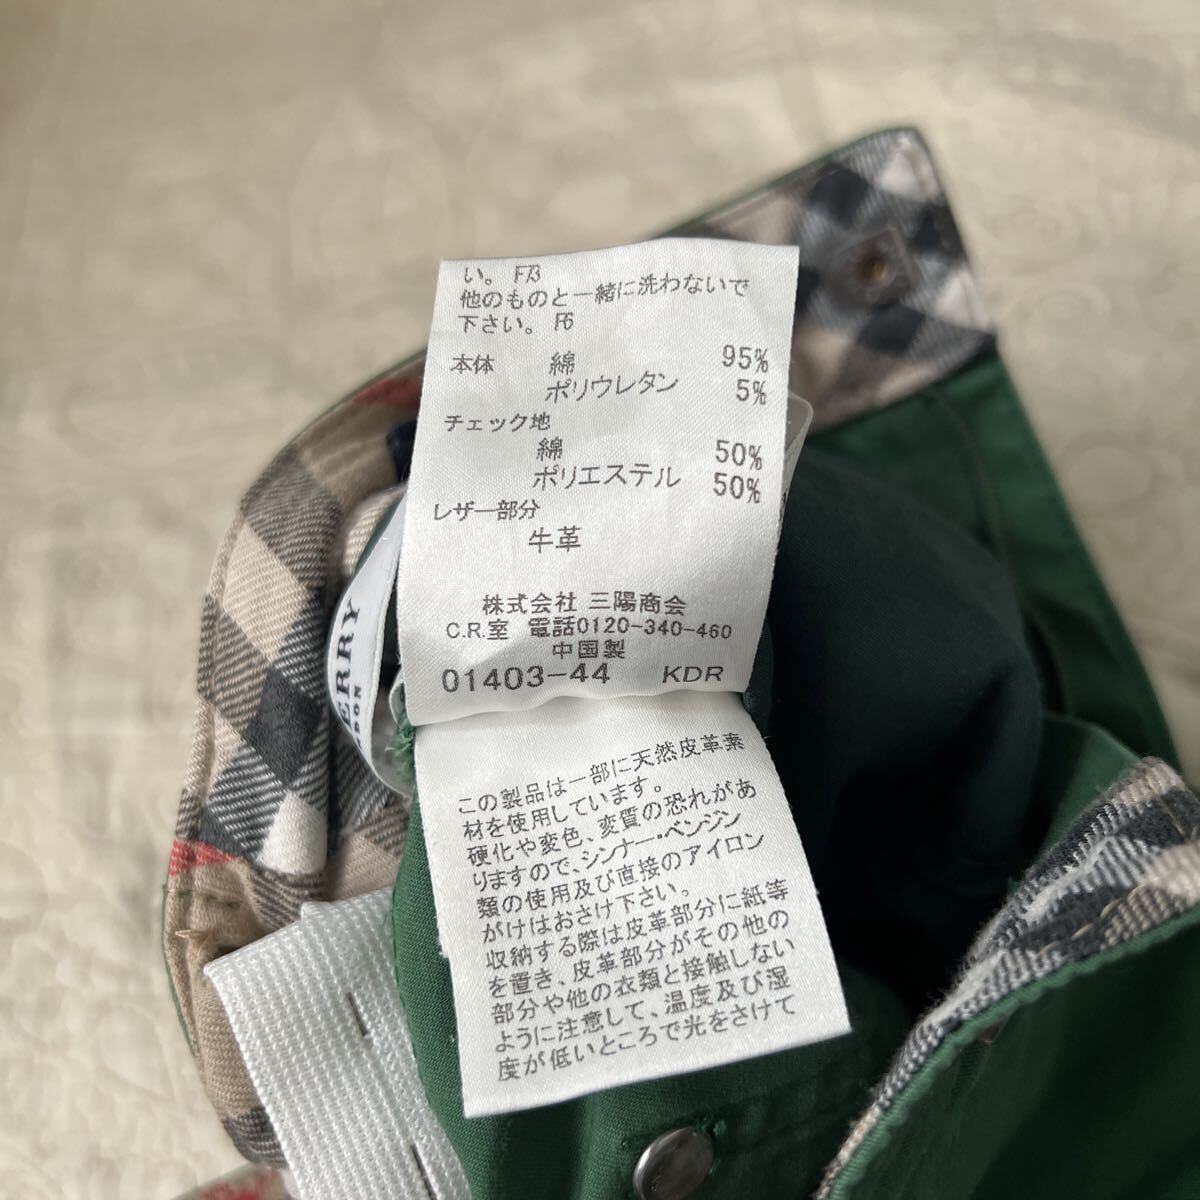 い。 F73
他のものと一緒に洗わないで
下さい。 F6
本体 綿 95%
ポリウレタン 5%
チェック地
綿 50%
ポリエステル 50%
レザー部分
牛革
株式会社 三陽商会
C.R.室 電話0120-340-460
中国製
01403-44 KDR
この製品は一部に天然皮革素
材を使用しています。
硬化や変色、変質の恐れがあ
りますので、シンナー・ベンジン
類の使用及び直接のアイロン
がけはおさけ下さい。
収納する際は皮革部分に紙等
を置き、皮革部分がその他の
部分や他の衣類と接触しない
ように注意して、温度及び湿
度が低いところで光をさけて
ERRY